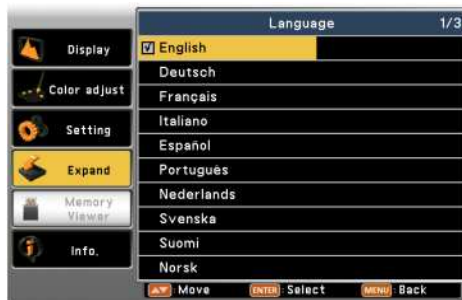 Language 1/3
Display
Color adjust
Setting
Expand
Memory
Viewer
Info.
English
Deutsch
Français
Italiano
Español
Português
Nederlands
Svenska
Suomi
Norsk
▲▼ : Move ENTER : Select MENU : Back